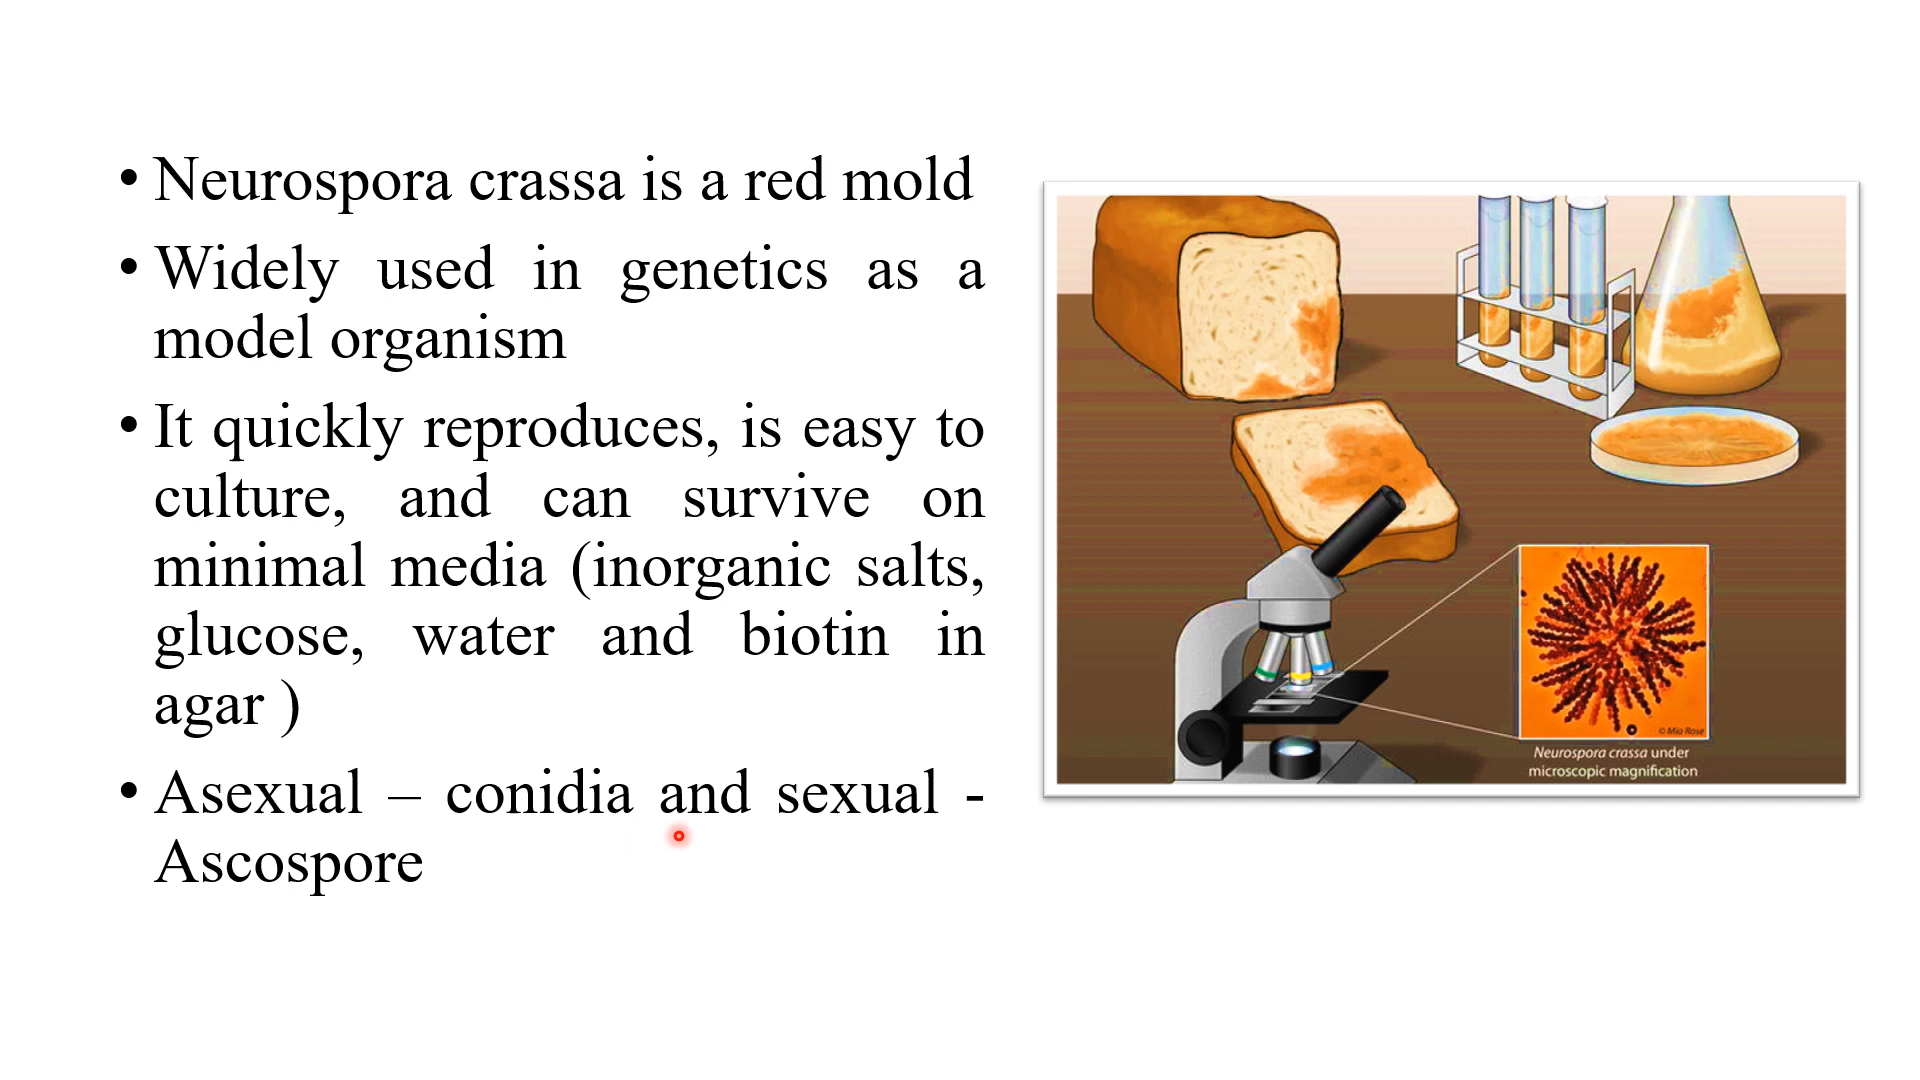 • Neurospora crassa is a red mold
• Widely used in genetics as a
model organism
• It quickly reproduces, is easy to
culture, and can survive on
minimal media (inorganic salts,
glucose, water and biotin in
agar )
• Asexual – conidia and sexual -
Ascospore
© Mia Rose
Neurospora crassa under
microscopic magnification